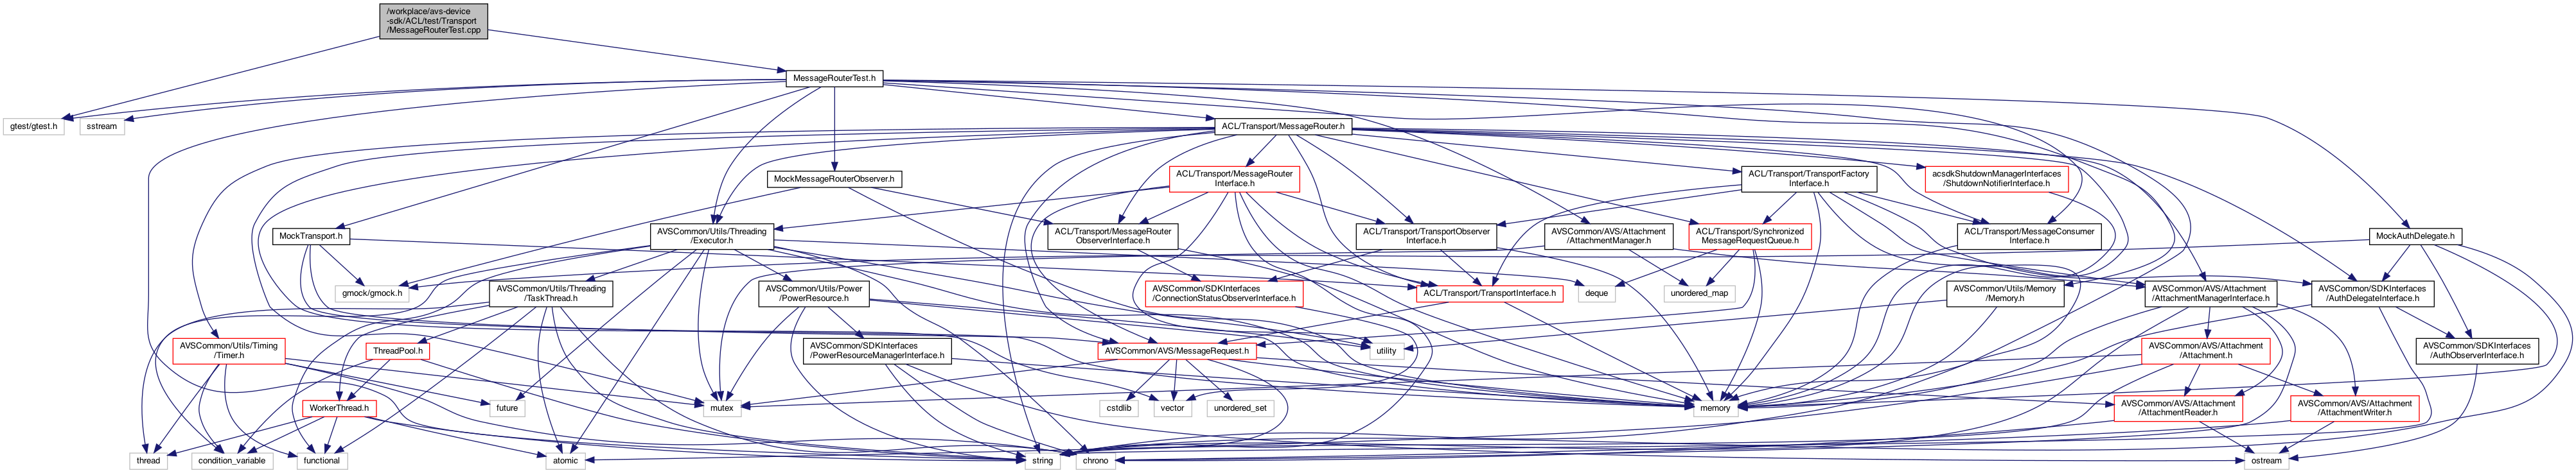 /workplace/avs-device
-sdk/ACL/test/Transport
/MessageRouterTest.cpp
MessageRouterTest.h
gtest/gtest.h
sstream
ACL/Transport/MessageRouter.h
MockMessageRouterObserver.h
ACL/Transport/MessageRouter
Interface.h
ACL/Transport/TransportFactory
Interface.h
acsdkShutdownManagerInterfaces
/ShutdownNotifierInterface.h
MockTransport.h
AVSCommon/Utils/Threading
/Executor.h
ACL/Transport/MessageRouter
ObserverInterface.h
ACL/Transport/TransportObserver
Interface.h
AVSCommon/AVS/Attachment
/AttachmentManager.h
ACL/Transport/Synchronized
MessageRequestQueue.h
ACL/Transport/MessageConsumer
Interface.h
MockAuthDelegate.h
gmock/gmock.h
AVSCommon/Utils/Threading
/TaskThread.h
AVSCommon/Utils/Power
/PowerResource.h
AVSCommon/SDKInterfaces
/ConnectionStatusObserverInterface.h
ACL/Transport/TransportInterface.h
deque
unordered_map
AVSCommon/Utils/Memory
/Memory.h
AVSCommon/AVS/Attachment
/AttachmentManagerInterface.h
AVSCommon/SDKInterfaces
/AuthDelegateInterface.h
AVSCommon/Utils/Timing
/Timer.h
ThreadPool.h
AVSCommon/SDKInterfaces
/PowerResourceManagerInterface.h
AVSCommon/AVS/MessageRequest.h
utility
AVSCommon/AVS/Attachment
/Attachment.h
AVSCommon/SDKInterfaces
/AuthObserverInterface.h
WorkerThread.h
future
mutex
cstdlib
vector
unordered_set
memory
AVSCommon/AVS/Attachment
/AttachmentReader.h
AVSCommon/AVS/Attachment
/AttachmentWriter.h
thread
condition_variable
functional
atomic
string
chrono
ostream